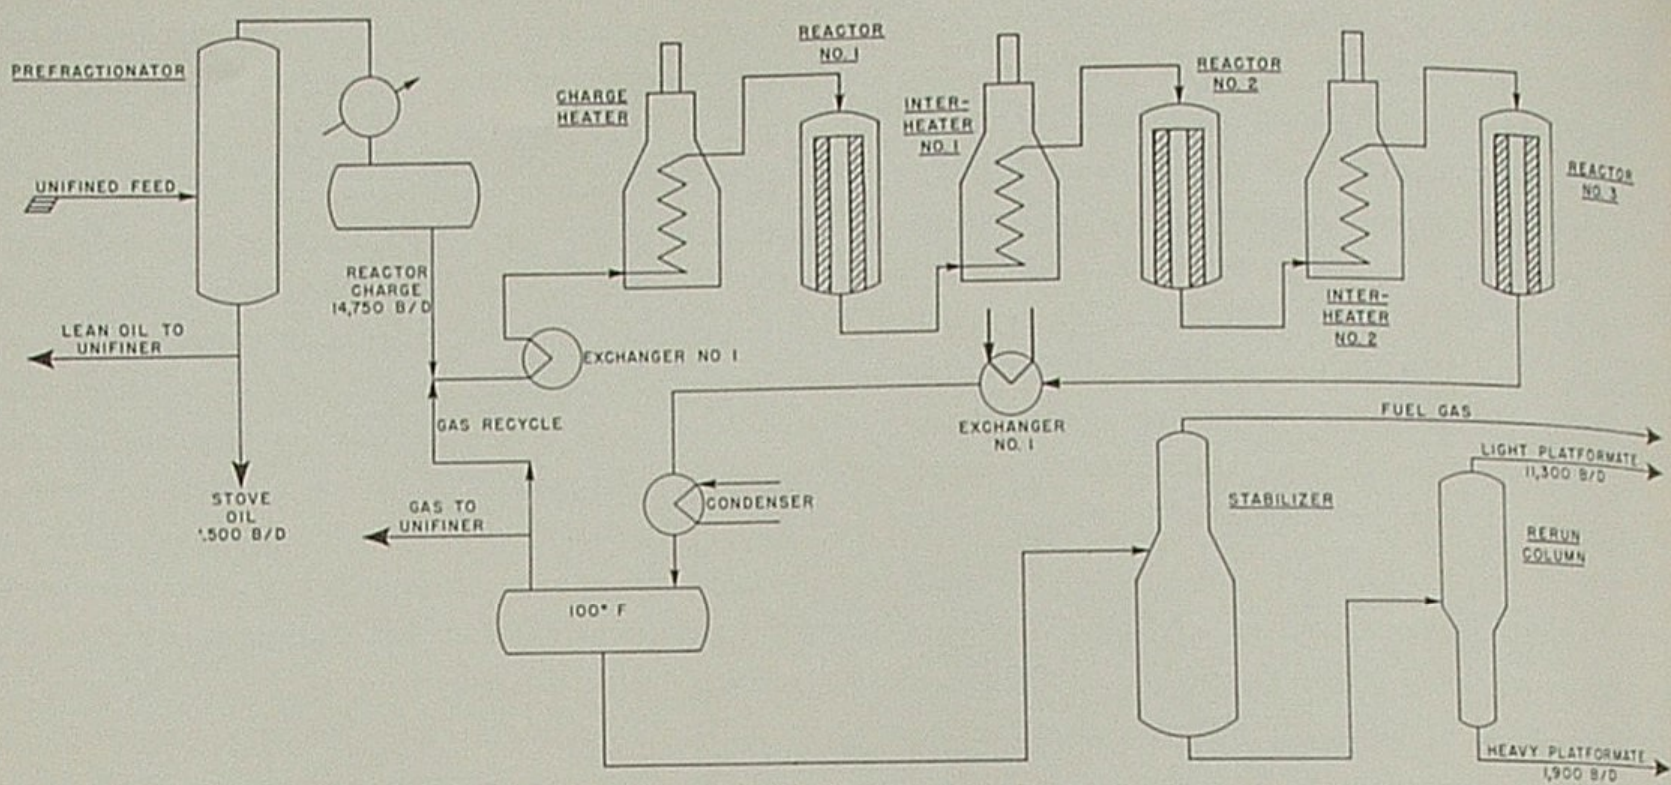 PREFRACTIONATOR
UNIFINED FEED
LEAN OIL TO
UNIFINER
STOVE
OIL
500 B/D
REACTOR
CHARGE
14,750 B/D
GAS RECYCLE
GAS TO
UNIFINER
EXCHANGER NO 1
CHARGE
HEATER
REACTOR
NO. 1
INTER-
HEATER
NO. 1
REACTOR
NO. 2
INTER-
HEATER
NO. 2
REACTOR
NO. 3
EXCHANGER
NO. 1
CONDENSER
100° F
STABILIZER
FUEL GAS
LIGHT PLATFORMATE
11,300 B/D
RERUN
COLUMN
HEAVY PLATFORMATE
1,900 B/D